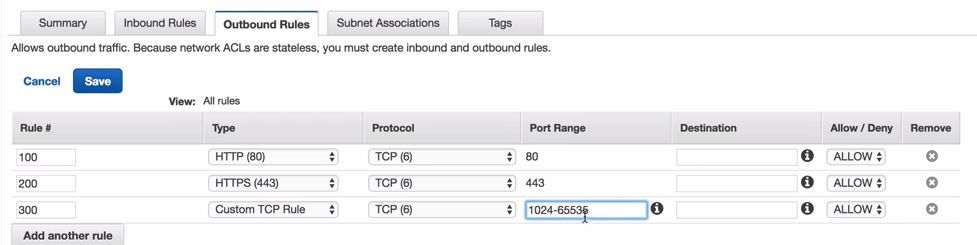 Summary Inbound Rules Outbound Rules Subnet Associations Tags
Allows outbound traffic. Because network ACLs are stateless, you must create inbound and outbound rules.
Cancel Save
View: All rules
Rule # Type Protocol Port Range Destination Allow / Deny Remove
100 HTTP (80) TCP (6) 80 ALLOW
200 HTTPS (443) TCP (6) 443 ALLOW
300 Custom TCP Rule TCP (6) 1024-65535 ALLOW
Add another rule